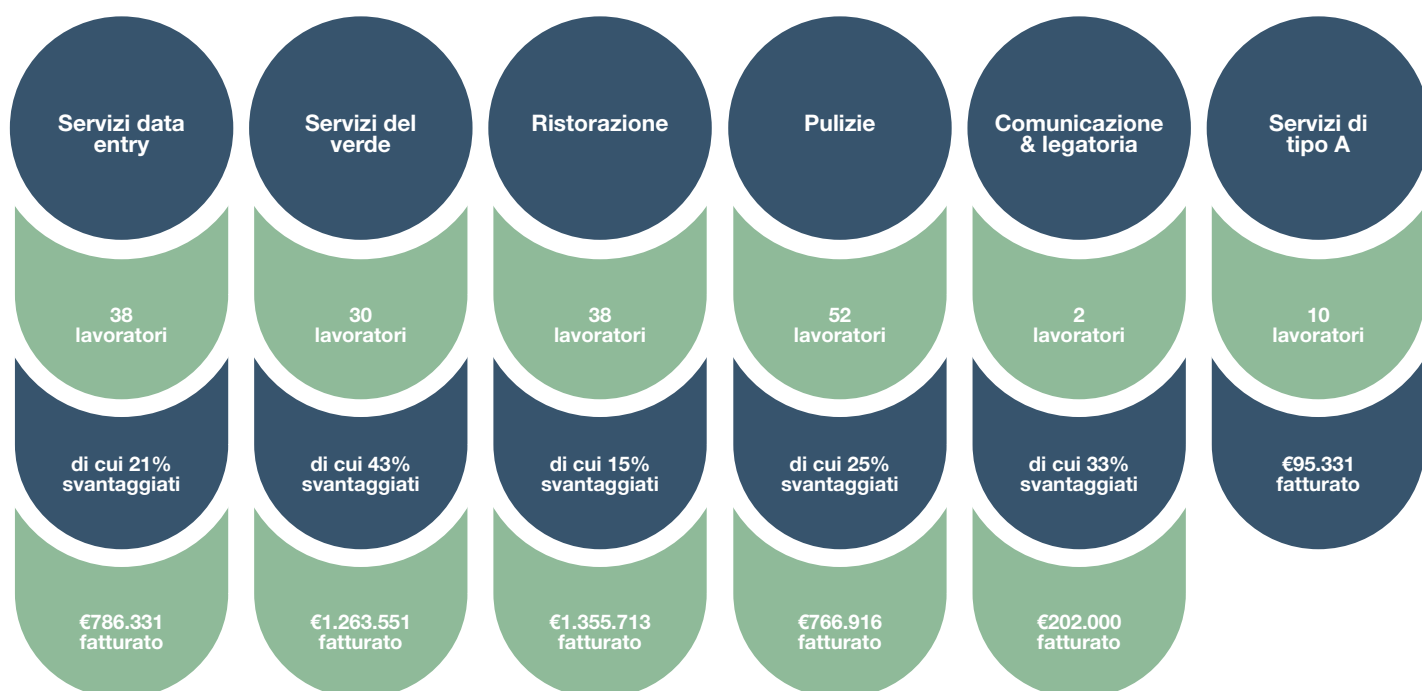 Servizi data
entry
38
lavoratori
di cui 21%
svantaggiati
€786.331
fatturato
Servizi del
verde
30
lavoratori
di cui 43%
svantaggiati
€1.263.551
fatturato
Ristorazione
38
lavoratori
di cui 15%
svantaggiati
€1.355.713
fatturato
Pulizie
52
lavoratori
di cui 25%
svantaggiati
€766.916
fatturato
Comunicazione
& legatoria
2
lavoratori
di cui 33%
svantaggiati
€202.000
fatturato
Servizi di
tipo A
10
lavoratori
€95.331
fatturato